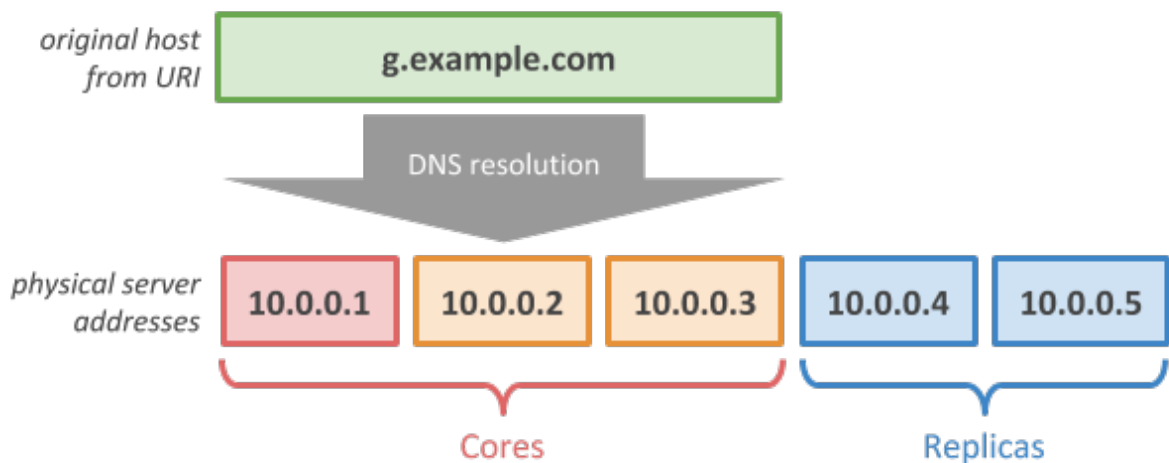 original host
from URI
g.example.com
DNS resolution
physical server
addresses
10.0.0.1
10.0.0.2
10.0.0.3
10.0.0.4
10.0.0.5
Cores
Replicas